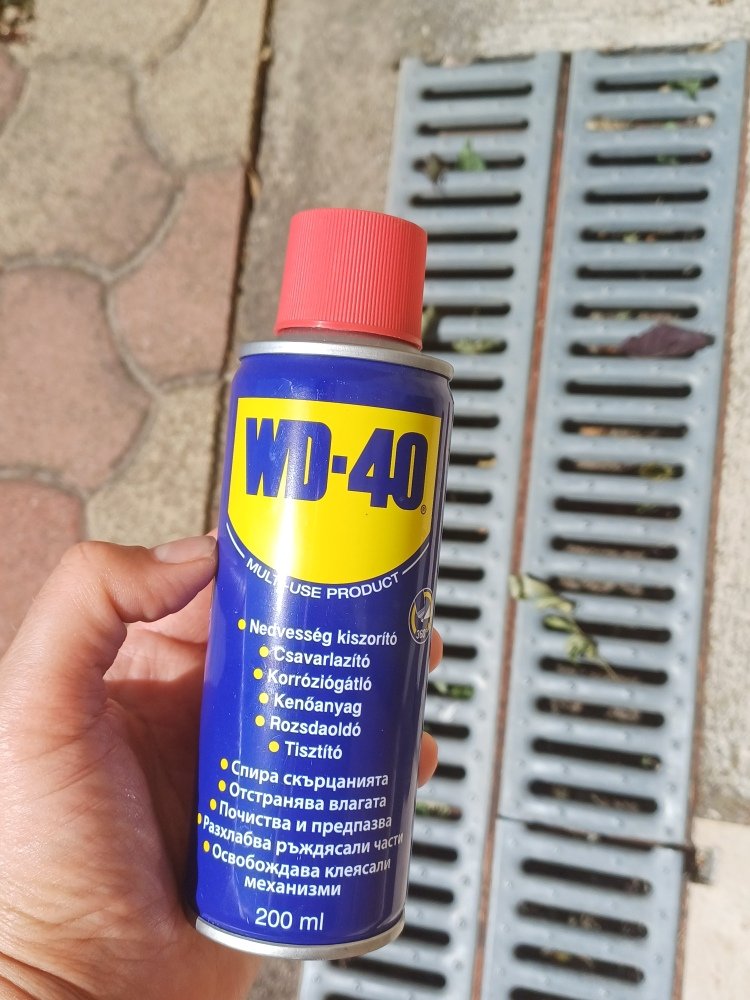 WD-40®
MULTI-USE PRODUCT
• Nedvesség kiszorító
• Csavarlazító
• Korróziógátló
• Kenőanyag
• Rozsdaoldó
• Tisztító
• Спира скърцанията
• Отстранява влагата
• Почиства и предпазва
• Разхлабва ръждясали части
• Освобождава клеясали
механизми
200 ml